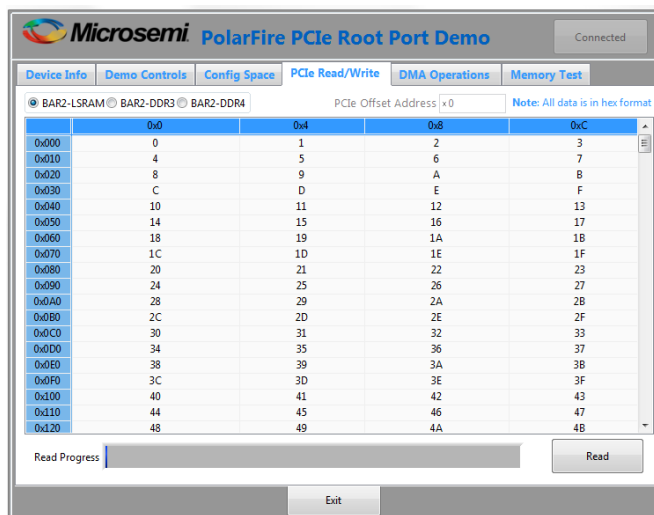 Microsemi. PolarFire PCIe Root Port Demo Connected
Device Info Demo Controls Config Space PCIe Read/Write DMA Operations Memory Test
BAR2-LSRAM BAR2-DDR3 BAR2-DDR4 PCIe Offset Address x 0 Note: All data is in hex format
0x0 0x4 0x8 0xC
0x000 0 1 2 3
0x010 4 5 6 7
0x020 8 9 A B
0x030 C D E F
0x040 10 11 12 13
0x050 14 15 16 17
0x060 18 19 1A 1B
0x070 1C 1D 1E 1F
0x080 20 21 22 23
0x090 24 25 26 27
0x0A0 28 29 2A 2B
0x0B0 2C 2D 2E 2F
0x0C0 30 31 32 33
0x0D0 34 35 36 37
0x0E0 38 39 3A 3B
0x0F0 3C 3D 3E 3F
0x100 40 41 42 43
0x110 44 45 46 47
0x120 48 49 4A 4B
Read Progress Read
Exit